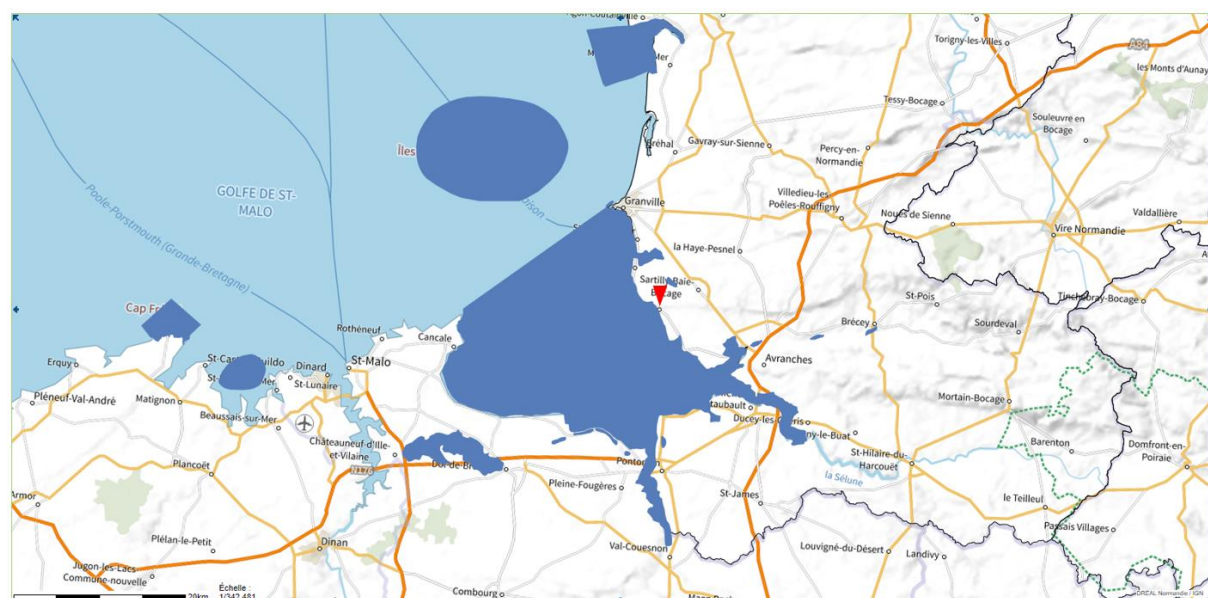 Torigny-les-Villes
A84
les Monts d'Aunay
Mer
Tessy-Bocage
Souleuvre en
Bocage
Îles
Gavray-sur-Sienne
Percy-en-
Normandie
GOLFE DE ST-
MALO
Poole-Porstmouth (Grande-Bretagne)
Granville
Villedieu-les
Poêles-Rouffigny
Noues de Sienne
Valdallière
Vire Normandie
la Haye-Pesnel
Sartilly-Baie-
Bocage
St-Pois
Tinchebray-Bocage
Cap Fr
Rothéneuf
Cancale
Brécey
Sourdeval
Erquy
St-Malo
Dinard
St-Lunaire
Avranches
Pléneuf-Val-André
Matignon
Beaussais-sur-Mer
Mortain-Bocage
Châteauneuf-d'Ille-
et-Vilaine
Barenton
Domfront-en-
Poiraie
St-Hilaire-du-
Harcouët
la Sélune
Plancoët
N176
Pleine-Fougères
St-James
le Teilleul
Armor
Passais Villages
Plélan-le-Petit
Dinan
Val-Couesnon
Louvigné-du-Désert
Landivy
Jugon-les-Lacs
Commune-nouvelle
Combourg
20km
Échelle :
1/342 481
DREAL Normandie / IGN